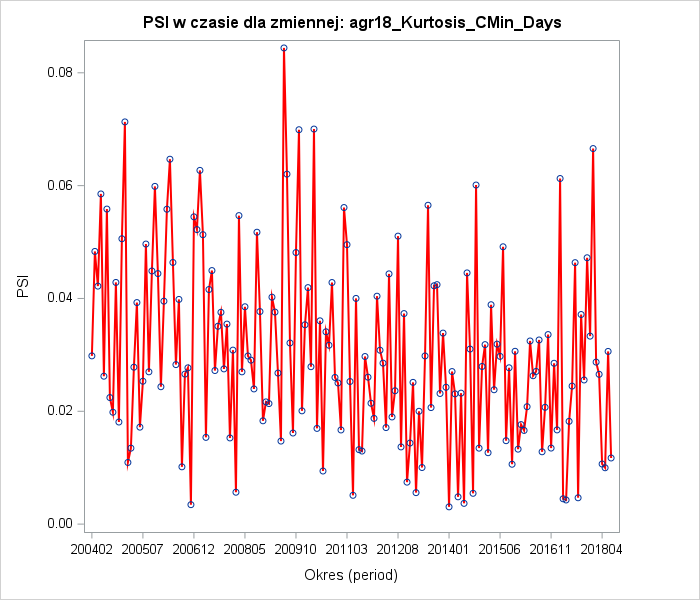 PSI w czasie dla zmiennej: agr18_Kurtosis_CMin_Days
0.08
0.06
0.04
0.02
0.00
PSI
200402 200507 200612 200805 200910 201103 201208 201401 201506 201611 201804
Okres (period)